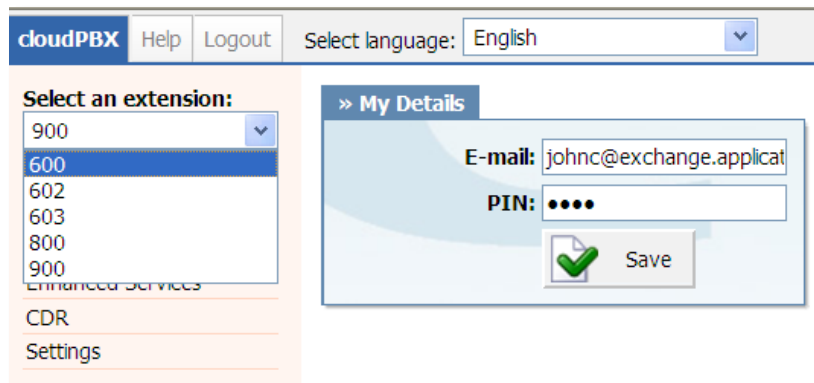 cloudPBX Help Logout Select language: English
Select an extension:
900
600
602
603
800
900
Enhanced Services
CDR
Settings
» My Details
E-mail: johnc@exchange.applicat
PIN: ••••
Save